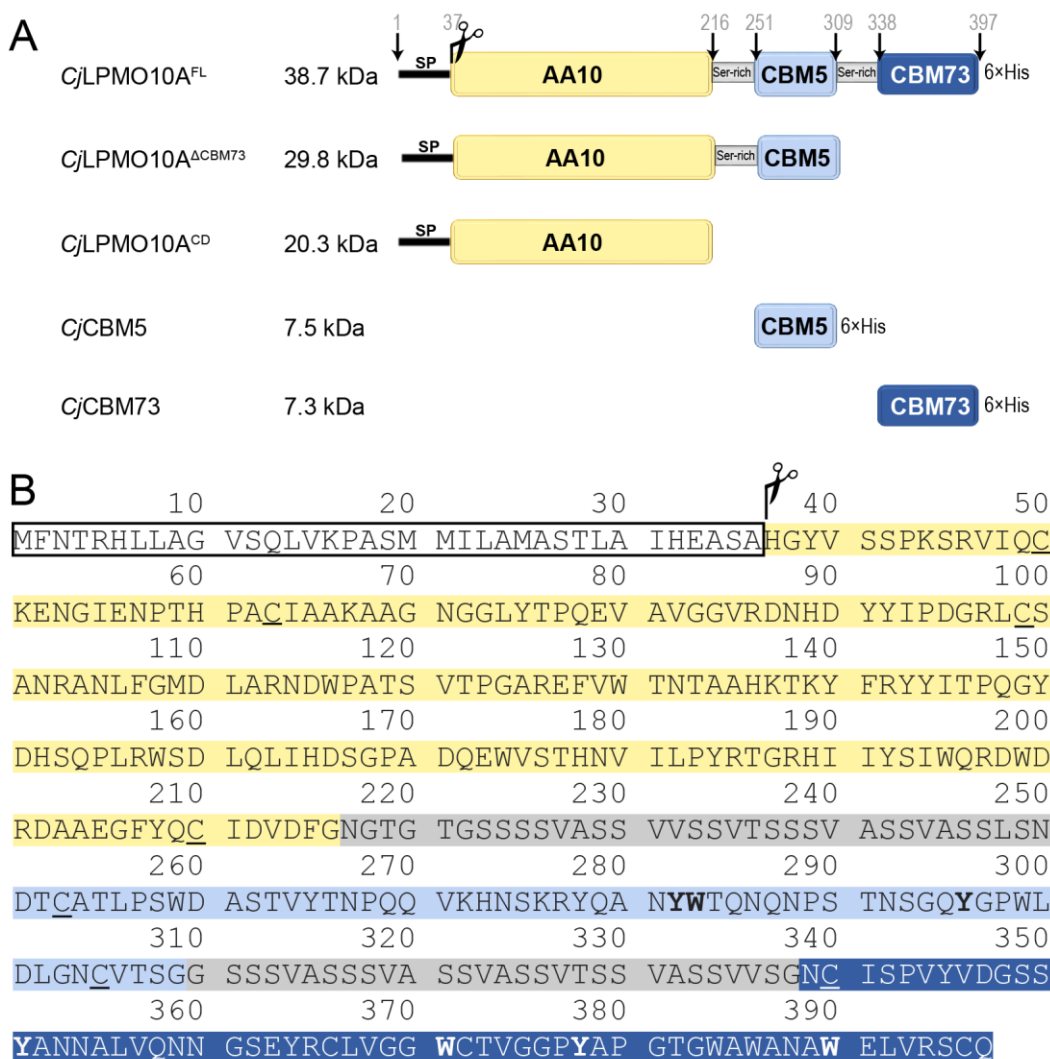 A
1 37 216 251 309 338 397
CjLPMO10A^FL 38.7 kDa SP AA10 Ser-rich CBM5 Ser-rich CBM73 6×His
CjLPMO10A^ΔCBM73 29.8 kDa SP AA10 Ser-rich CBM5
CjLPMO10A^CD 20.3 kDa SP AA10
CjCBM5 7.5 kDa CBM5 6×His
CjCBM73 7.3 kDa CBM73 6×His
B
10 20 30 40 50
MFNTRHLLAG VSQLVKPASM MILAMASTLA IHEASAHGYV SSPKSRVIQC
60 70 80 90 100
KENGIENPTH PACIAAKAAG NGGLYTPQEV AVGGVRDNHD YYIPDGRLCS
110 120 130 140 150
ANRANLFGMD LARNDWPATS VTPGAREFVW TNTAAHKTKY FRYYITPQGY
160 170 180 190 200
DHSQPLRWSD LQLIHDSGPA DQEWVSTHNV ILPYRTGRHI IYSIWQRDWD
210 220 230 240 250
RDAAEGFYQC IDVDFGNGTG TGSSSSVASS VVSSVTSSSV ASSVASSLSN
260 270 280 290 300
DTCATLPSWD ASTVYTNPQQ VKHNSKRYQA NYWTQNQNPS TNSGQYGPWL
310 320 330 340 350
DLGNCVTSGG SSSVASSSVA SSVASSVTSS VASSVVSGNC ISPVYVDGSS
360 370 380 390
YANNALVQNN GSEYRCLVGG WCTVGGPYAP GTGWAWANAW ELVRSCQ